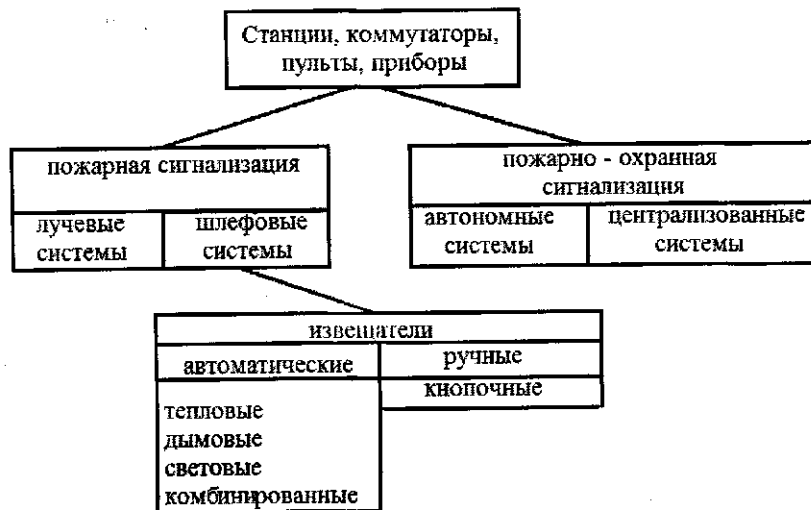 Станции, коммутаторы,
пульты, приборы
пожарная сигнализация
лучевые
системы
шлефовые
системы
пожарно - охранная
сигнализация
автономные
системы
централизованные
системы
извещатели
автоматические
ручные
кнопочные
тепловые
дымовые
световые
комбинированные